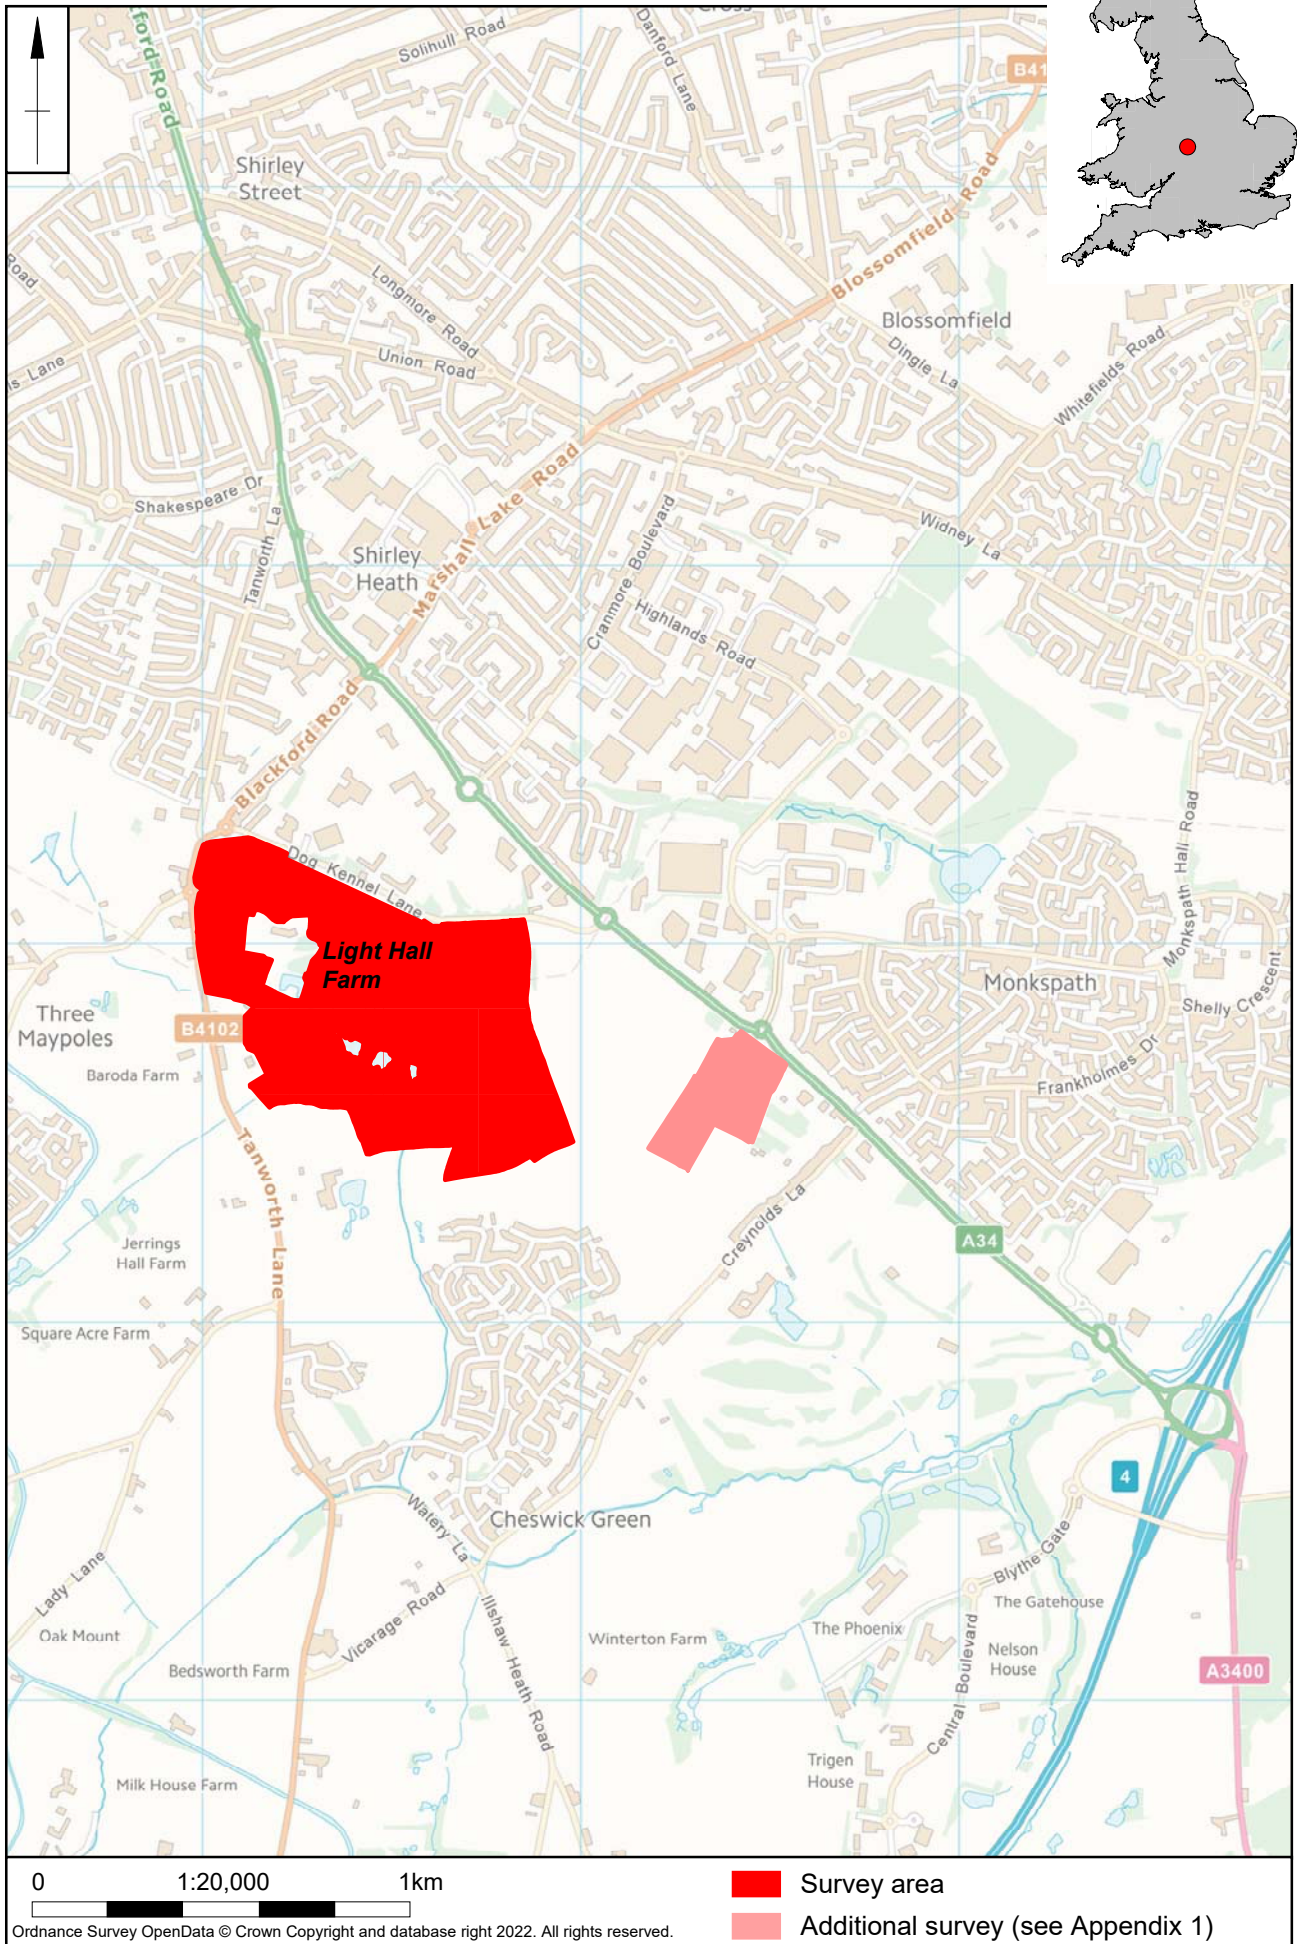 Cross
Solihull Road
Danford Lane
B41
ford Road
Shirley
Street
Blossomfield Road
Road
Longmore Road
Blossomfield
Union Road
Dingle La
Whitefields Road
ls Lane
Shakespeare Dr
Tanworth La
Marshall Lake Road
Shirley
Heath
Cranmore Boulevard
Widney La
Highlands Road
Blackford Road
Monkspath Hall Road
Dog Kennel Lane
Light Hall
Farm
Monkspath
Shelly Crescent
Three
Maypoles
B4102
Baroda Farm
Frankholmes Dr
Tanworth Lane
Creynolds La
Jerrings
Hall Farm
A34
Square Acre Farm
4
Watery La
Cheswick Green
Lady Lane
Blythe Gate
Oak Mount
Vicarage Road
Illshaw Heath Road
Winterton Farm
The Phoenix
The Gatehouse
Bedsworth Farm
Nelson
House
Central Boulevard
A3400
Trigen
House
Milk House Farm
0 1:20,000 1km
Survey area
Additional survey (see Appendix 1)
Ordnance Survey OpenData © Crown Copyright and database right 2022. All rights reserved.